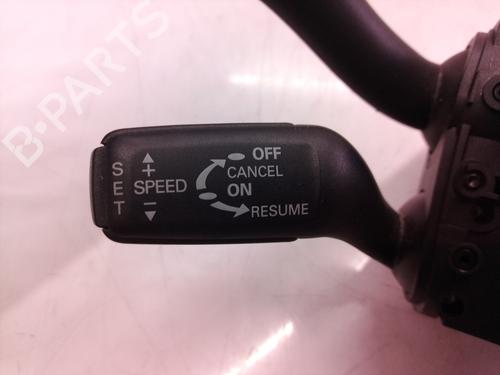 B-PARTS
SET
+
SPEED
−
OFF
CANCEL
ON
RESUME